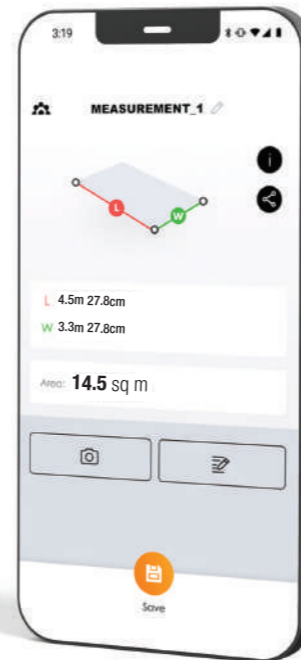 3:19
MEASUREMENT_1
i
L
W
L 4.5m 27.8cm
W 3.3m 27.8cm
Area: 14.5 sq m
Save